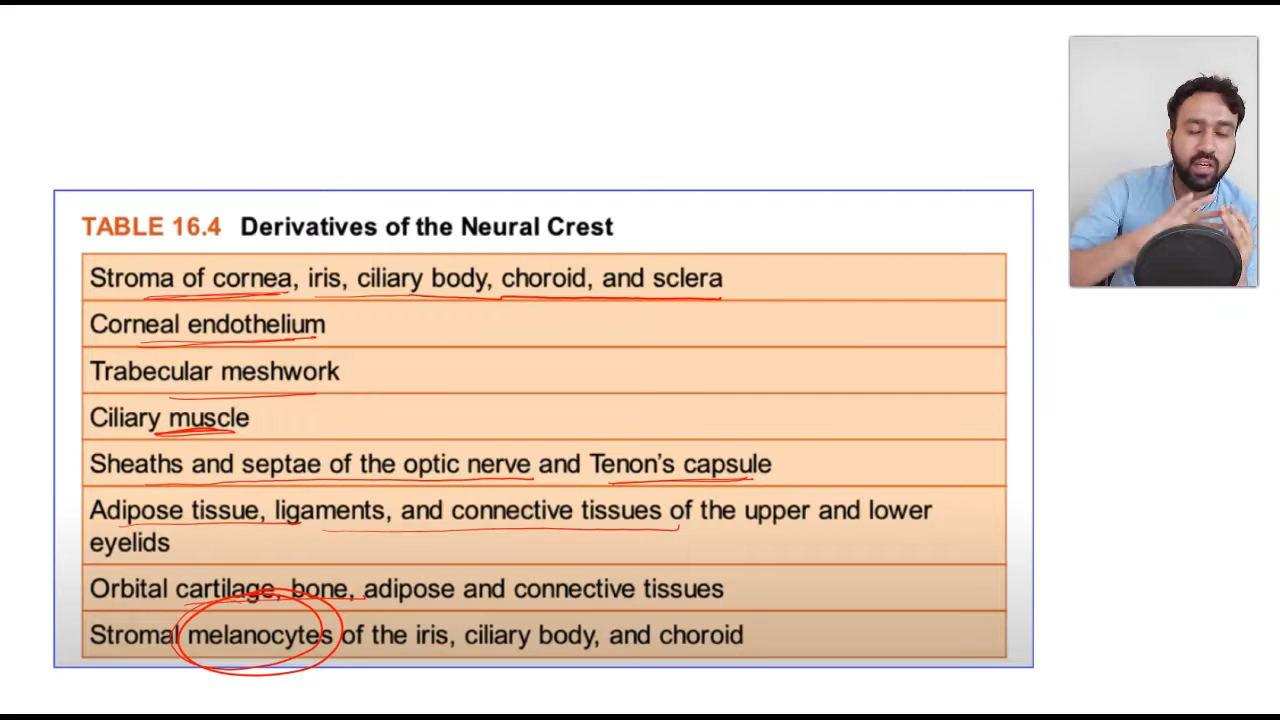 TABLE 16.4 Derivatives of the Neural Crest
Stroma of cornea, iris, ciliary body, choroid, and sclera
Corneal endothelium
Trabecular meshwork
Ciliary muscle
Sheaths and septae of the optic nerve and Tenon's capsule
Adipose tissue, ligaments, and connective tissues of the upper and lower
eyelids
Orbital cartilage, bone, adipose and connective tissues
Stromal melanocytes of the iris, ciliary body, and choroid